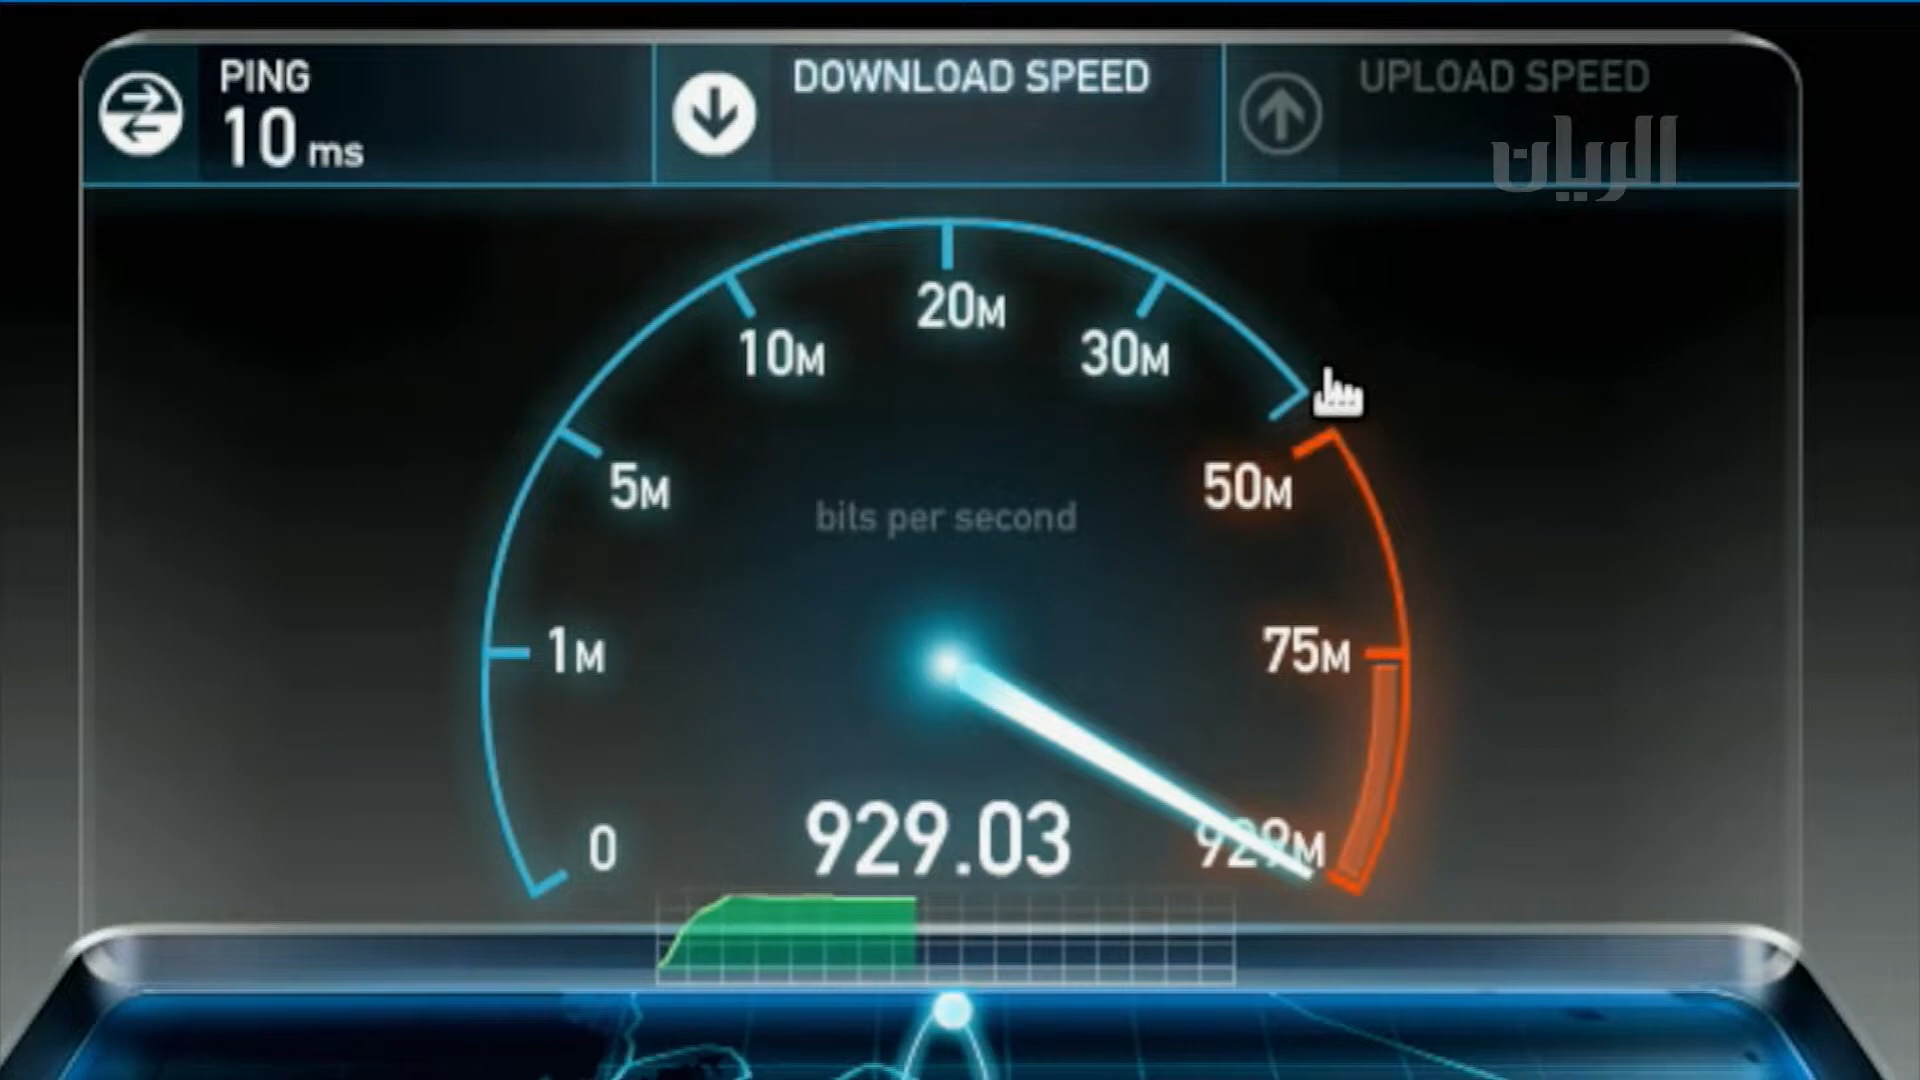 PING
10 ms
DOWNLOAD SPEED
UPLOAD SPEED
الريان
20M
10M
30M
5M
50M
bits per second
1M
75M
0
929.03
929M